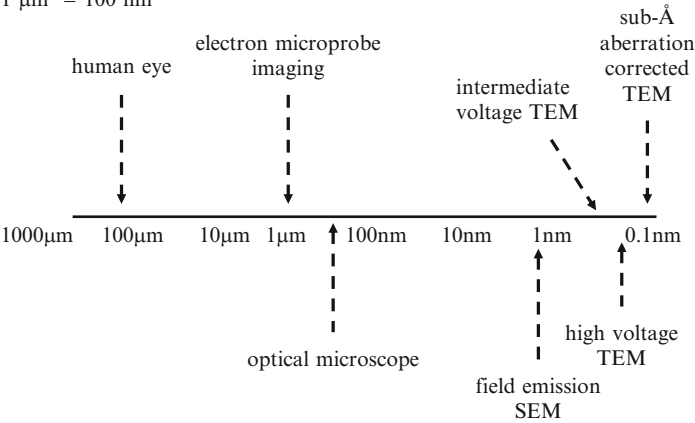 1 μm = 100 nm
sub-Å
aberration
corrected
TEM
electron microprobe
imaging
human eye
intermediate
voltage TEM
1000μm 100μm 10μm 1μm 100nm 10nm 1nm 0.1nm
high voltage
TEM
optical microscope
field emission
SEM